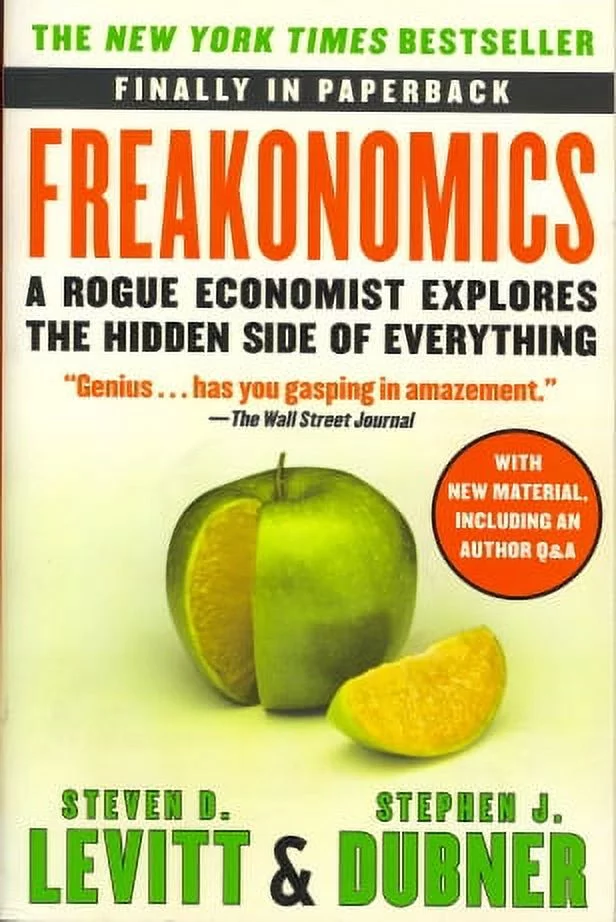 THE NEW YORK TIMES BESTSELLER
FINALLY IN PAPERBACK
FREAKONOMICS
A ROGUE ECONOMIST EXPLORES
THE HIDDEN SIDE OF EVERYTHING
“Genius... has you gasping in amazement.”
—The Wall Street Journal
WITH
NEW MATERIAL,
INCLUDING AN
AUTHOR Q&A
STEVEN D.
LEVITT &
STEPHEN J.
DUBNER